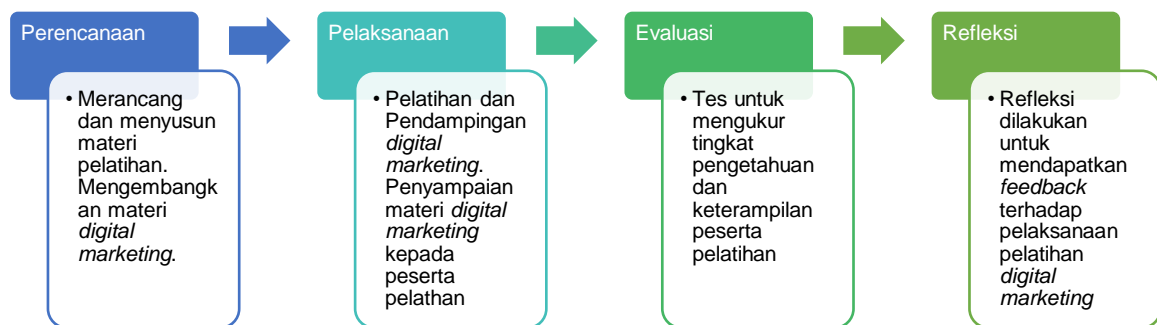 Perencanaan
• Merancang
dan menyusun
materi
pelatihan.
Mengembangk
an materi
digital
marketing.
Pelaksanaan
• Pelatihan dan
Pendampingan
digital
marketing.
Penyampaian
materi digital
marketing
kepada
peserta
pelathan
Evaluasi
• Tes untuk
mengukur
tingkat
pengetahuan
dan
keterampilan
peserta
pelatihan
Refleksi
• Refleksi
dilakukan
untuk
mendapatkan
feedback
terhadap
pelaksanaan
pelatihan
digital
marketing